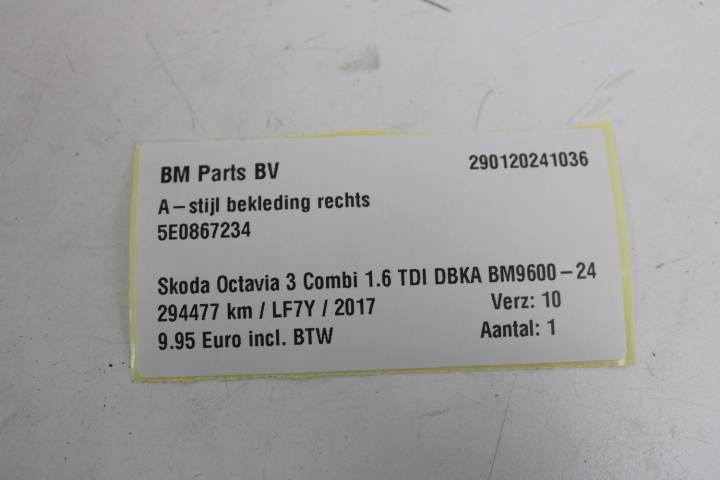 BM Parts BV 290120241036
A-stijl bekleding rechts
5E0867234
Skoda Octavia 3 Combi 1.6 TDI DBKA BM9600-24
294477 km / LF7Y / 2017 Verz: 10
9.95 Euro incl. BTW Aantal: 1